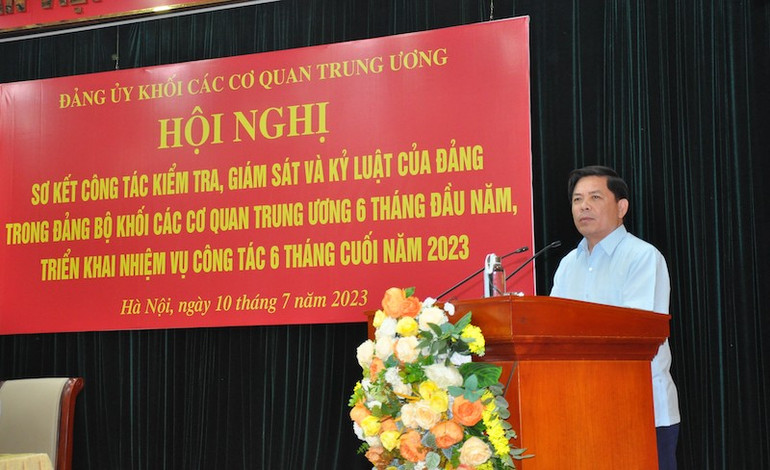 ĐẢNG ỦY KHỐI CÁC CƠ QUAN TRUNG ƯƠNG
HỘI NGHỊ
SƠ KẾT CÔNG TÁC KIỂM TRA, GIÁM SÁT VÀ KỶ LUẬT CỦA ĐẢNG
TRONG ĐẢNG BỘ KHỐI CÁC CƠ QUAN TRUNG ƯƠNG 6 THÁNG ĐẦU NĂM,
TRIỂN KHAI NHIỆM VỤ CÔNG TÁC 6 THÁNG CUỐI NĂM 2023
Hà Nội, ngày 10 tháng 7 năm 2023